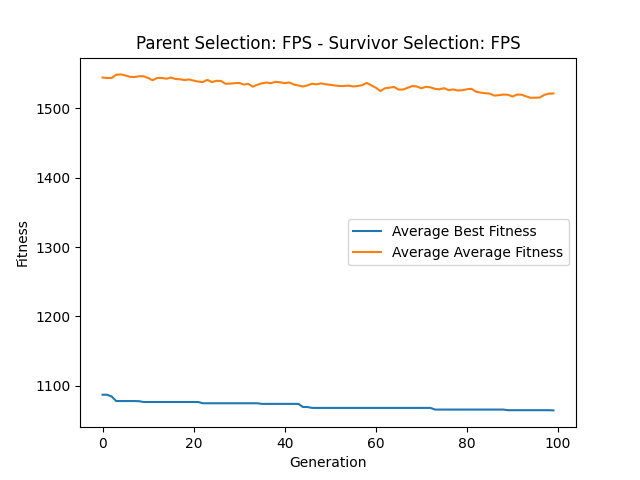 Parent Selection: FPS - Survivor Selection: FPS
Fitness
1500
1400
1300
1200
1100
Average Best Fitness
Average Average Fitness
0 20 40 60 80 100
Generation